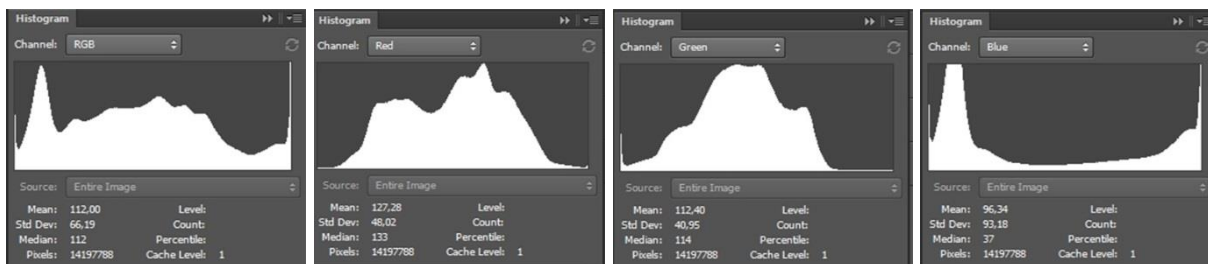 Histogram
Channel: RGB
Source: Entire Image
Mean: 112,00 Level:
Std Dev: 66,19 Count:
Median: 112 Percentile:
Pixels: 14197788 Cache Level: 1
Histogram
Channel: Red
Source: Entire Image
Mean: 127,28 Level:
Std Dev: 48,02 Count:
Median: 133 Percentile:
Pixels: 14197788 Cache Level: 1
Histogram
Channel: Green
Source: Entire Image
Mean: 112,40 Level:
Std Dev: 40,95 Count:
Median: 114 Percentile:
Pixels: 14197788 Cache Level: 1
Histogram
Channel: Blue
Source: Entire Image
Mean: 96,34 Level:
Std Dev: 93,18 Count:
Median: 37 Percentile:
Pixels: 14197788 Cache Level: 1